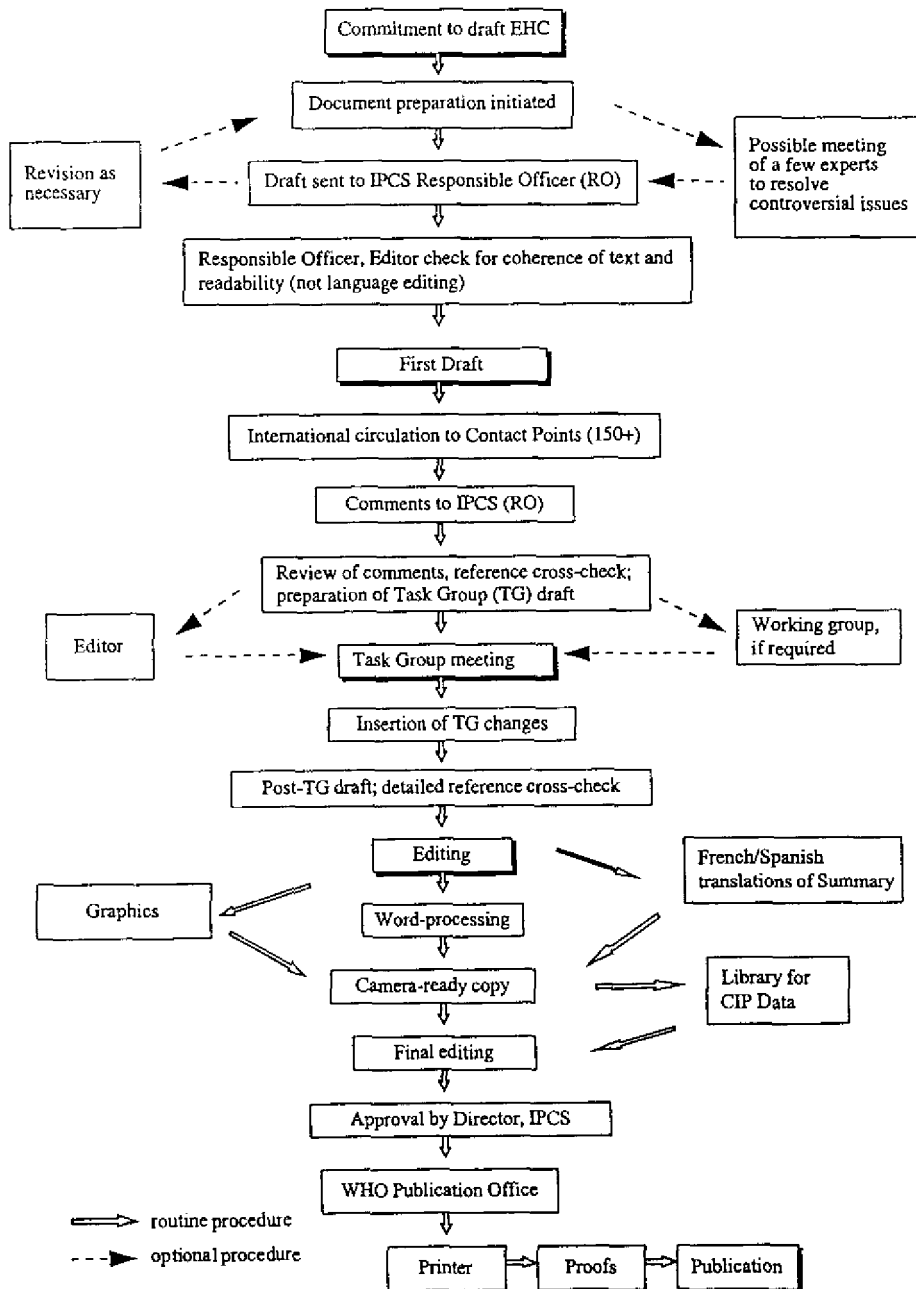 Commitment to draft EHC
Document preparation initiated
Revision as
necessary
Draft sent to IPCS Responsible Officer (RO)
Possible meeting
of a few experts
to resolve
controversial issues
Responsible Officer, Editor check for coherence of text and
readability (not language editing)
First Draft
International circulation to Contact Points (150+)
Comments to IPCS (RO)
Review of comments, reference cross-check;
preparation of Task Group (TG) draft
Editor
Working group,
if required
Task Group meeting
Insertion of TG changes
Post-TG draft; detailed reference cross-check
Editing
French/Spanish
translations of Summary
Graphics
Word-processing
Camera-ready copy
Library for
CIP Data
Final editing
Approval by Director, IPCS
WHO Publication Office
routine procedure
optional procedure
Printer
Proofs
Publication